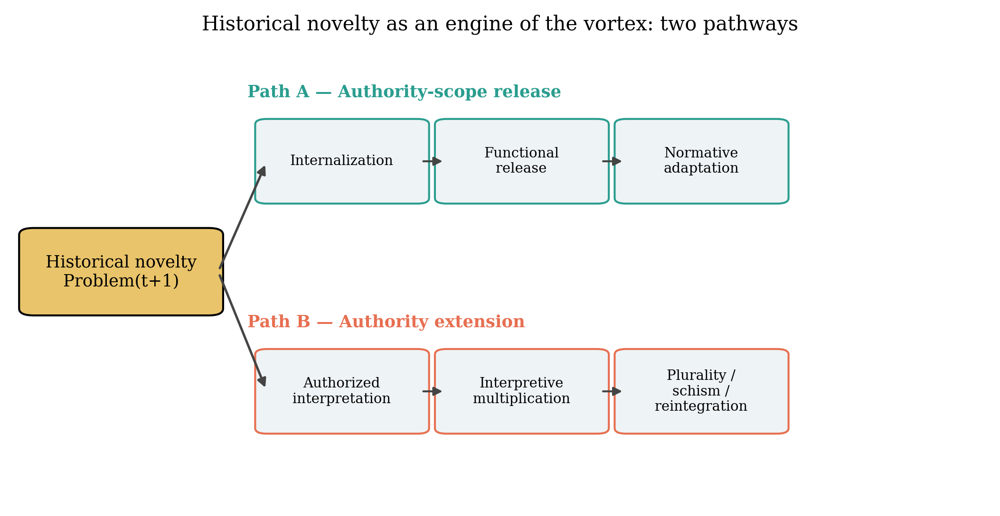 Historical novelty as an engine of the vortex: two pathways
Path A — Authority-scope release
Internalization
Functional
release
Normative
adaptation
Historical novelty
Problem(t+1)
Path B — Authority extension
Authorized
interpretation
Interpretive
multiplication
Plurality /
schism /
reintegration